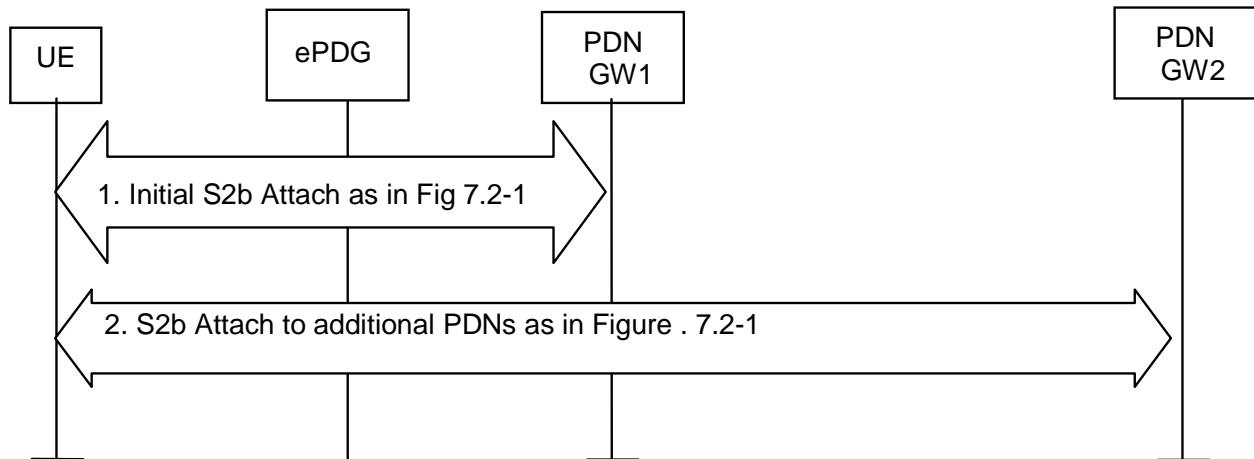 UE
ePDG
PDN
GW1
PDN
GW2
1. Initial S2b Attach as in Fig 7.2-1
2. S2b Attach to additional PDNs as in Figure . 7.2-1